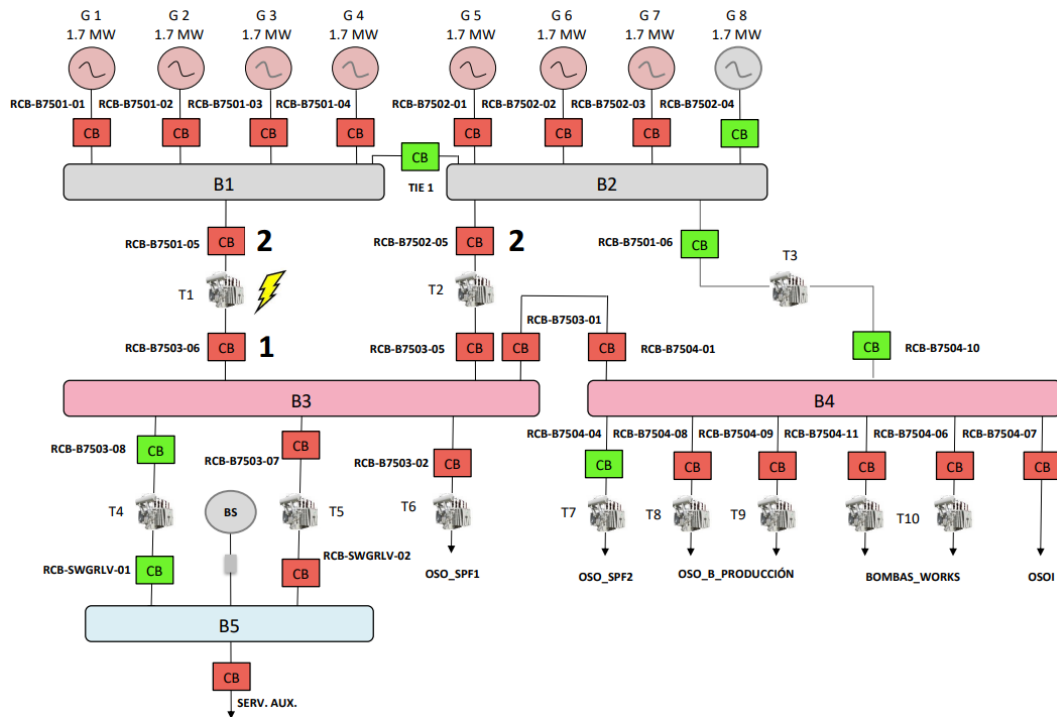 G 1 G 2 G 3 G 4 G 5 G 6 G 7 G 8
1.7 MW 1.7 MW 1.7 MW 1.7 MW 1.7 MW 1.7 MW 1.7 MW 1.7 MW
RCB-B7501-01 RCB-B7501-02 RCB-B7501-03 RCB-B7501-04 RCB-B7502-01 RCB-B7502-02 RCB-B7502-03 RCB-B7502-04
CB CB CB CB CB CB CB CB
CB
TIE 1
B1 B2
RCB-B7501-05 CB 2 RCB-B7502-05 CB 2 RCB-B7501-06 CB
T1 T2 T3
RCB-B7503-01
RCB-B7503-06 CB 1 RCB-B7503-05 CB CB CB RCB-B7504-01 CB RCB-B7504-10
B3 B4
RCB-B7504-04 RCB-B7504-08 RCB-B7504-09 RCB-B7504-11 RCB-B7504-06 RCB-B7504-07
RCB-B7503-08 CB RCB-B7503-07 CB RCB-B7503-02 CB CB CB CB CB CB CB
T4 BS T5 T6 T7 T8 T9 T10
RCB-SWGRLV-01 CB RCB-SWGRLV-02 CB
OSO_SPF1 OSO_SPF2 OSO_B_PRODUCCIÓN BOMBAS_WORKS OSOI
B5
CB
SERV. AUX.